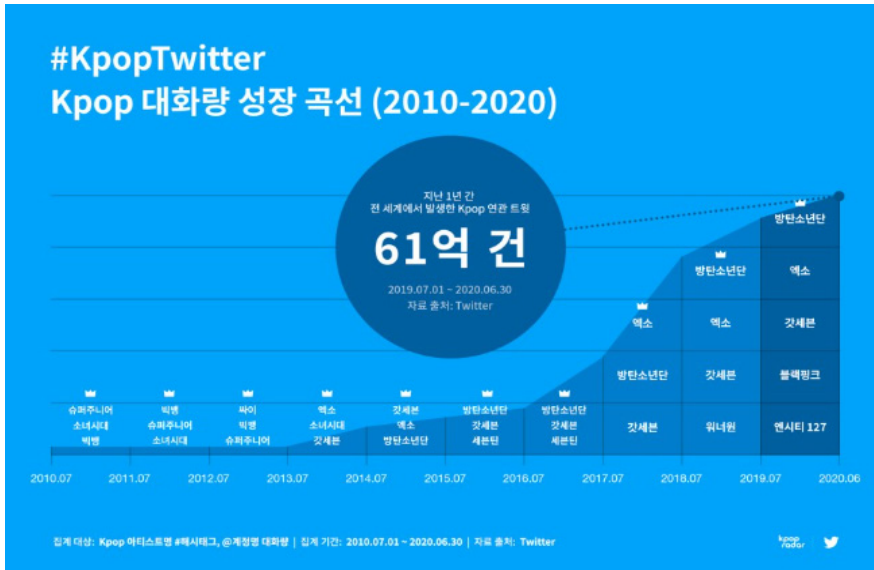 #KpopTwitter
Kpop 대화량 성장 곡선 (2010-2020)
지난 1년 간
전 세계에서 발생한 Kpop 연관 트윗
61억 건
2019.07.01 ~ 2020.06.30
자료 출처: Twitter
슈퍼주니어
소녀시대
빅뱅
빅뱅
슈퍼주니어
소녀시대
싸이
빅뱅
슈퍼주니어
엑소
소녀시대
갓세븐
갓세븐
엑소
방탄소년단
방탄소년단
갓세븐
세븐틴
방탄소년단
갓세븐
세븐틴
엑소
방탄소년단
갓세븐
방탄소년단
엑소
갓세븐
워너원
방탄소년단
엑소
갓세븐
블랙핑크
엔시티 127
2010.07 2011.07 2012.07 2013.07 2014.07 2015.07 2016.07 2017.07 2018.07 2019.07 2020.06
집계 대상: Kpop 아티스트명 #해시태그, @계정명 대화량 | 집계 기간: 2010.07.01 ~ 2020.06.30 | 자료 출처: Twitter
kpop
radar